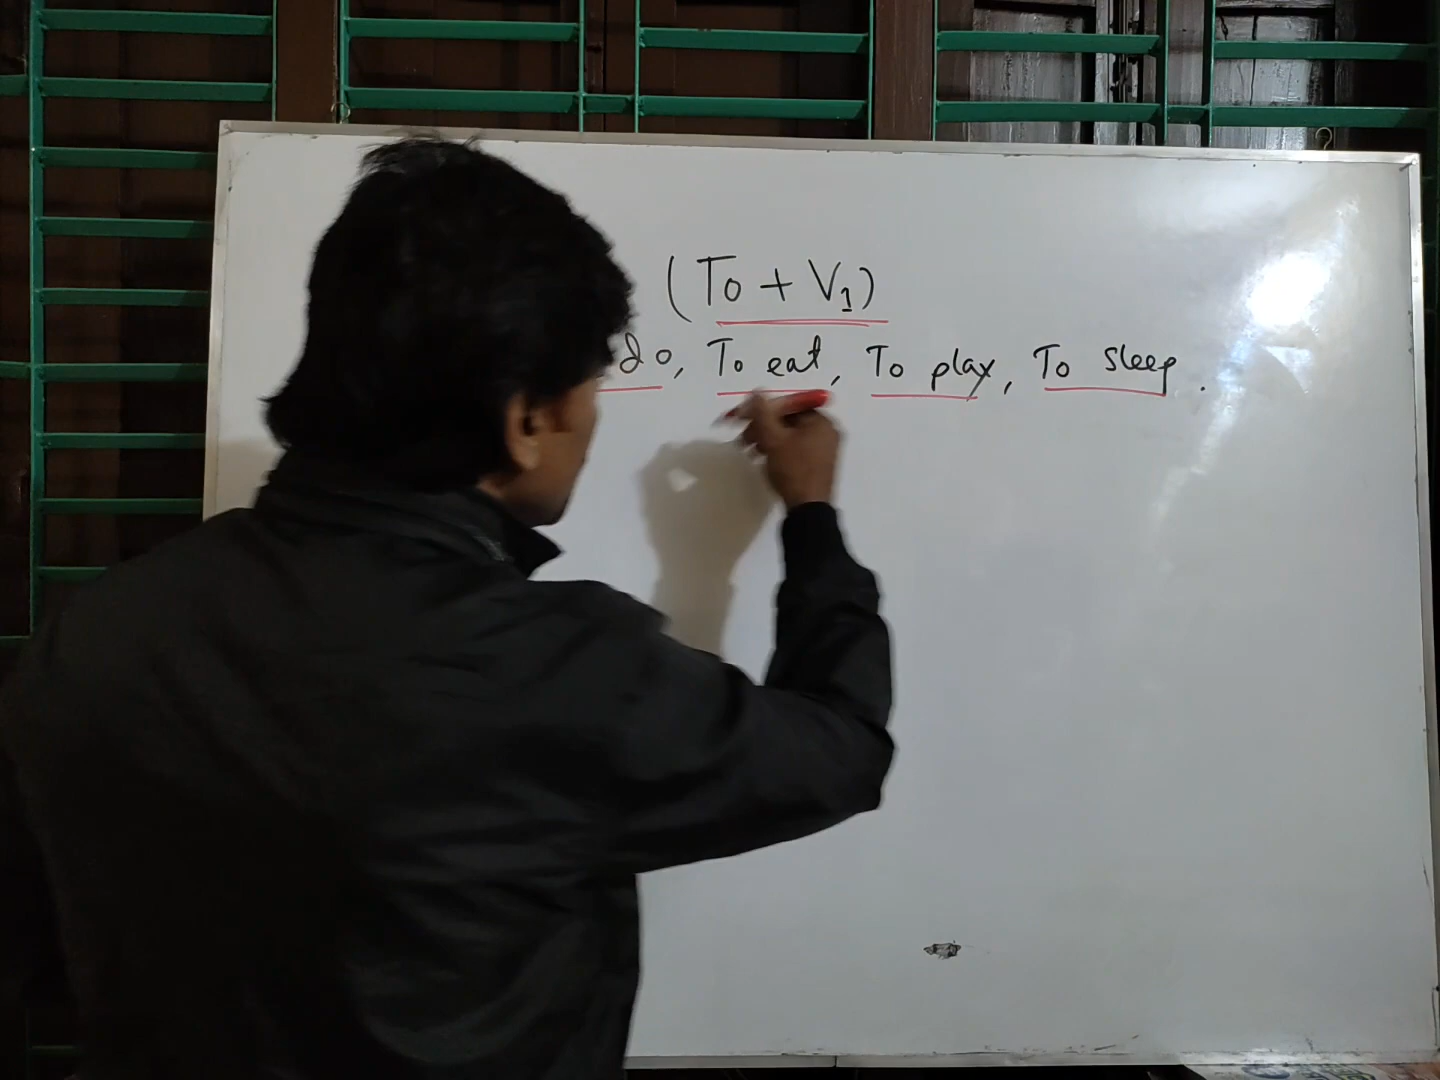 (To + V1)
do, To eat, To play, To sleep.